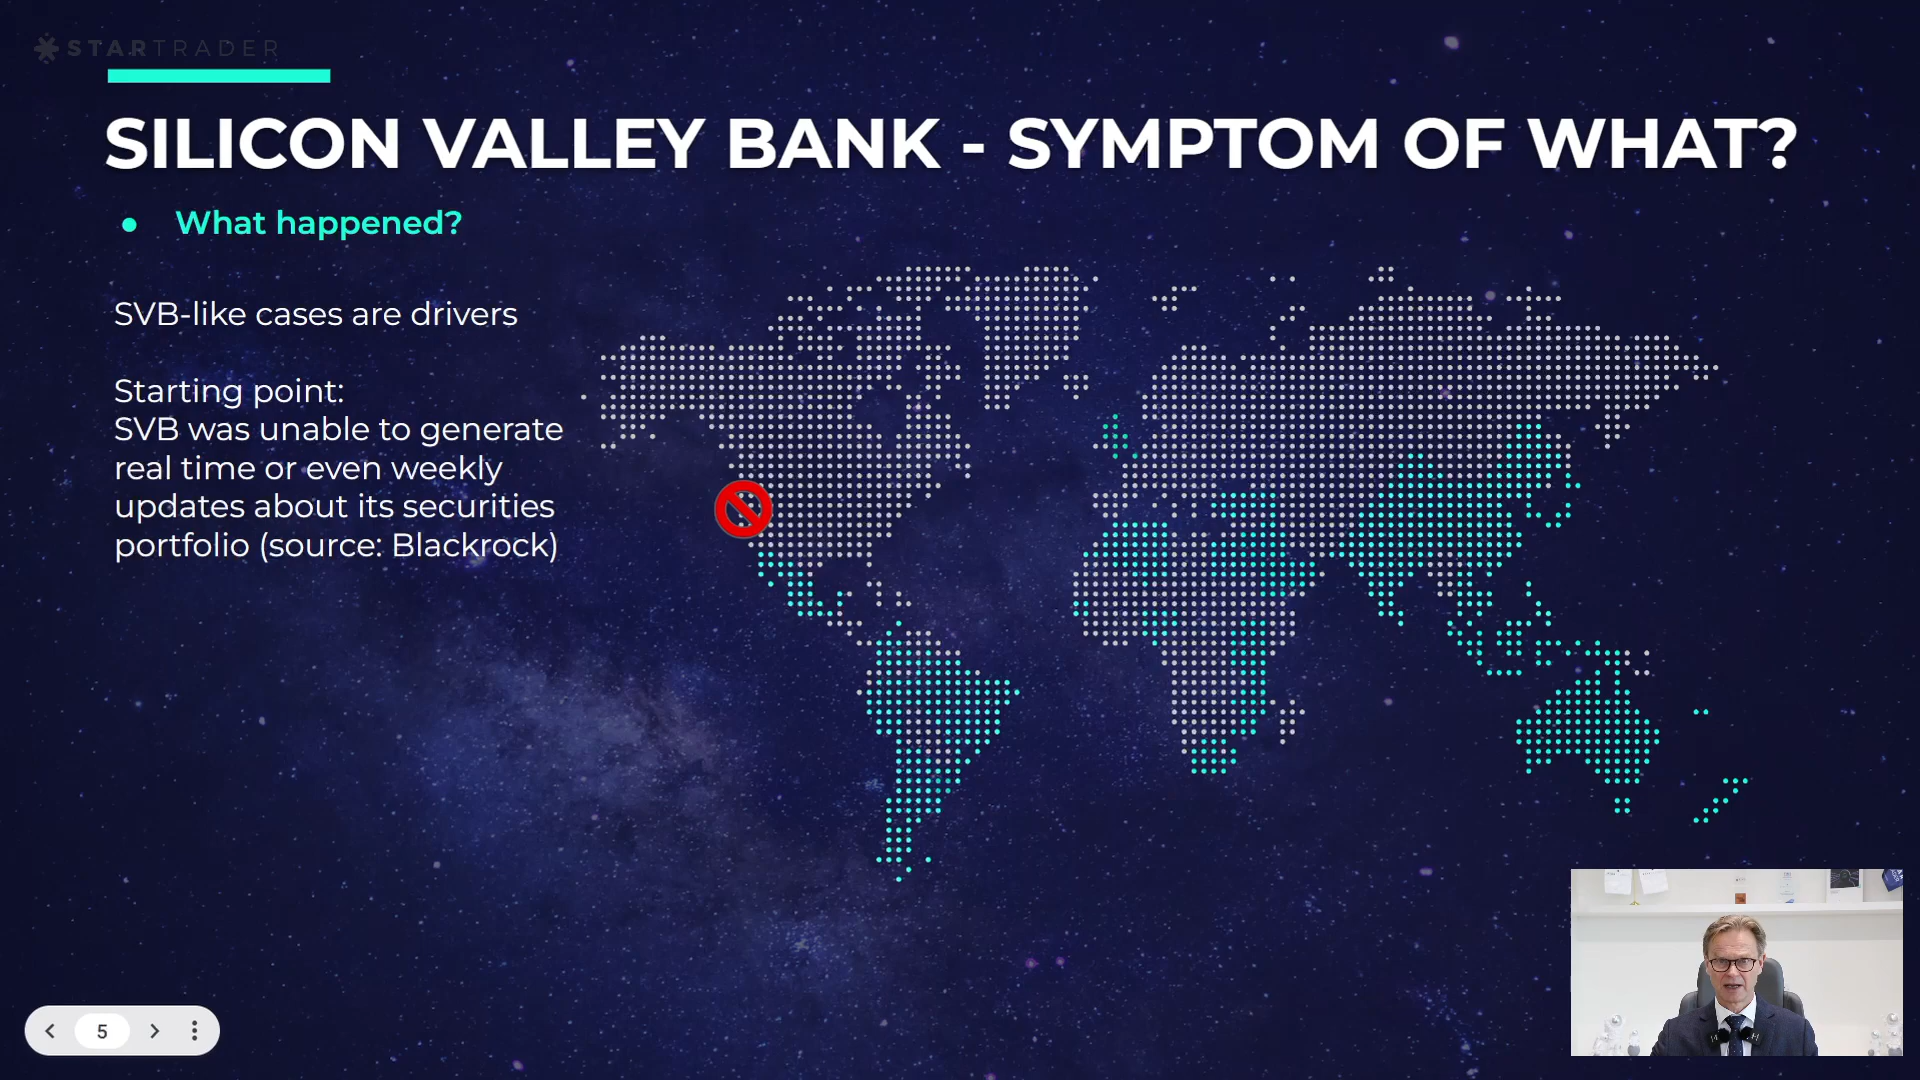 STARTRADER
SILICON VALLEY BANK - SYMPTOM OF WHAT?
● What happened?
SVB-like cases are drivers
Starting point:
SVB was unable to generate
real time or even weekly
updates about its securities
portfolio (source: Blackrock)
5